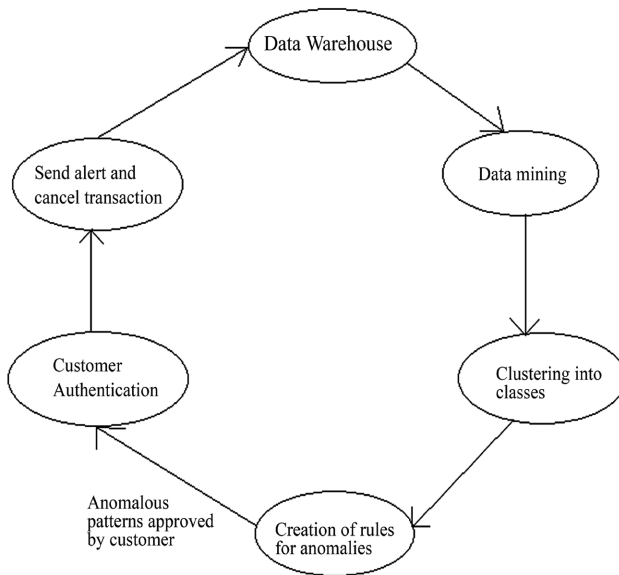 Data Warehouse
Send alert and
cancel transaction
Data mining
Customer
Authentication
Clustering into
classes
Anomalous
patterns approved
by customer
Creation of rules
for anomalies